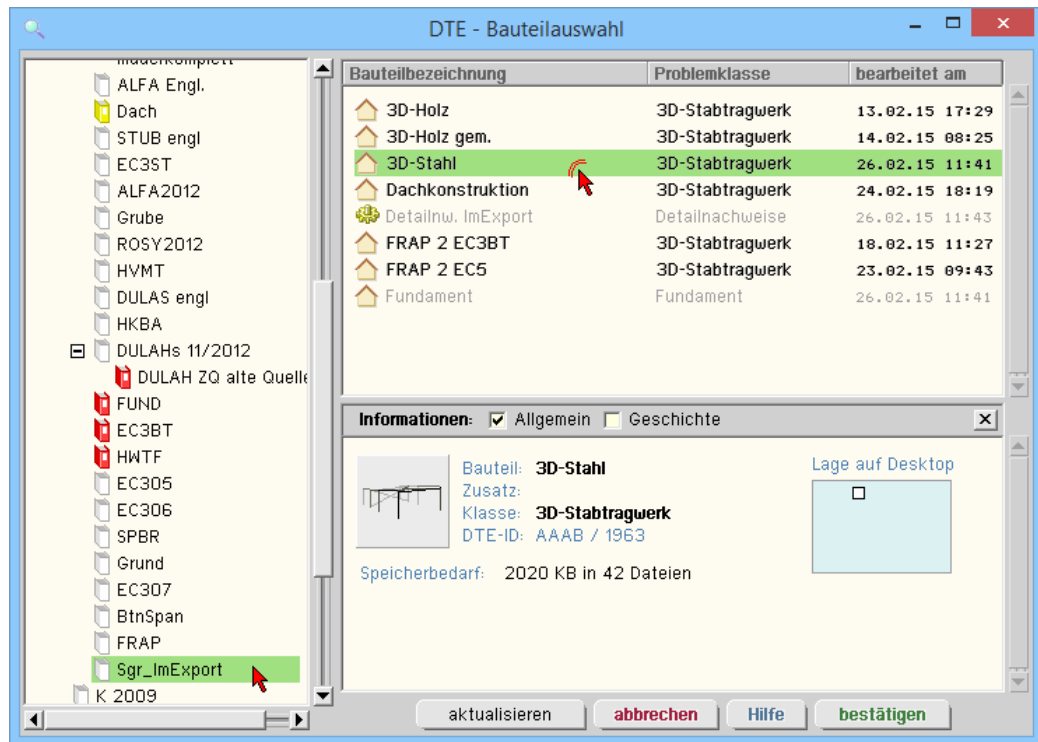 DTE - Bauteilauswahl
mauerkomplett
ALFA Engl.
Dach
STUB engl
EC3ST
ALFA2012
Grube
ROSY2012
HVMT
DULAS engl
HKBA
DULAHs 11/2012
DULAH ZQ alte Quelle
FUND
EC3BT
HWTF
EC305
EC306
SPBR
Grund
EC307
BtnSpan
FRAP
Sgr_ImExport
K 2009
Bauteilbezeichnung Problemklasse bearbeitet am
3D-Holz 3D-Stabtragwerk 13.02.15 17:29
3D-Holz gem. 3D-Stabtragwerk 14.02.15 08:25
3D-Stahl 3D-Stabtragwerk 26.02.15 11:41
Dachkonstruktion 3D-Stabtragwerk 24.02.15 18:19
Detailnw. ImExport Detailnachweise 26.02.15 11:43
FRAP 2 EC3BT 3D-Stabtragwerk 18.02.15 11:27
FRAP 2 EC5 3D-Stabtragwerk 23.02.15 09:43
Fundament Fundament 26.02.15 11:41
Informationen: Allgemein Geschichte
Bauteil: 3D-Stahl
Zusatz:
Klasse: 3D-Stabtragwerk
DTE-ID: AAAB / 1963
Lage auf Desktop
Speicherbedarf: 2020 KB in 42 Dateien
aktualisieren abbrechen Hilfe bestätigen